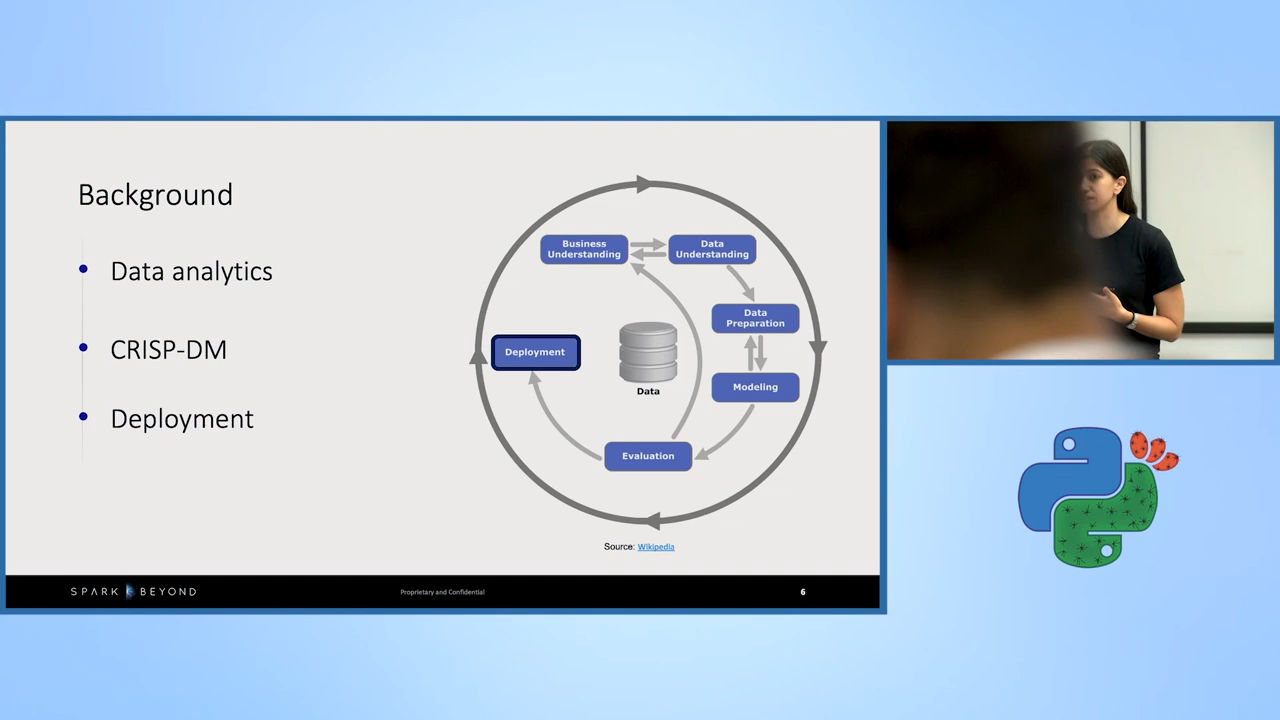 Background
Data analytics
CRISP-DM
Deployment
Business
Understanding
Data
Understanding
Data
Preparation
Modeling
Evaluation
Deployment
Data
Source: Wikipedia
SPARK BEYOND
Proprietary and Confidential
6